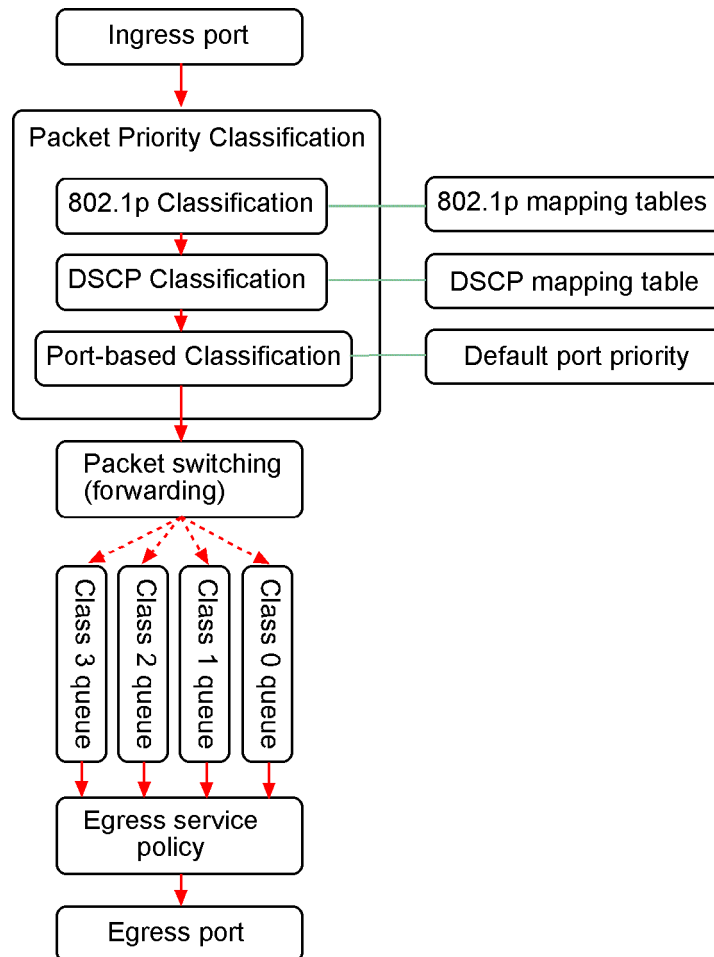 Ingress port
Packet Priority Classification
802.1p Classification
802.1p mapping tables
DSCP Classification
DSCP mapping table
Port-based Classification
Default port priority
Packet switching
(forwarding)
Class 3 queue
Class 2 queue
Class 1 queue
Class 0 queue
Egress service
policy
Egress port